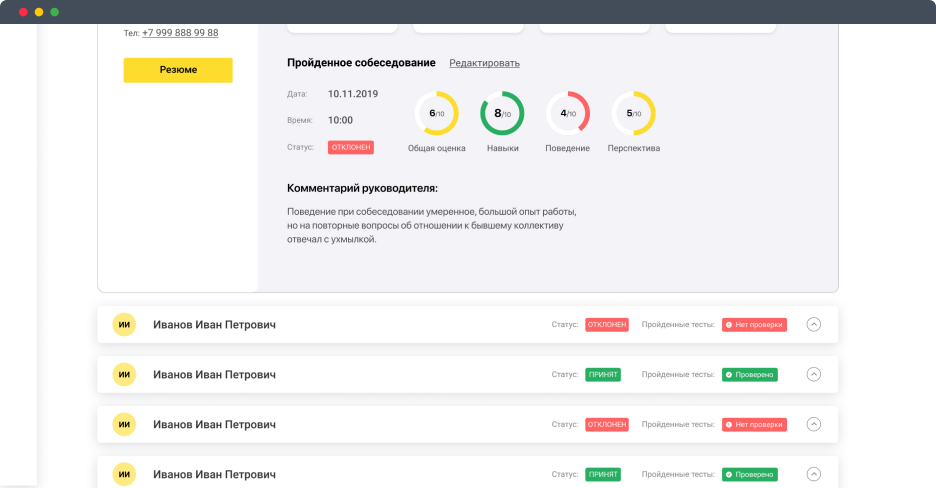 Тел: +7 999 888 99 88
Резюме
Пройденное собеседование Редактировать
Дата: 10.11.2019
Время: 10:00
Статус: ОТКЛОНЕН
6/10 8/10 4/10 5/10
Общая оценка Навыки Поведение Перспектива
Комментарий руководителя:
Поведение при собеседовании умеренное, большой опыт работы,
но на повторные вопросы об отношении к бывшему коллективу
отвечал с ухмылкой.
ИИ Иванов Иван Петрович Статус: ОТКЛОНЕН Пройденные тесты: Нет проверки
ИИ Иванов Иван Петрович Статус: ПРИНЯТ Пройденные тесты: Проверено
ИИ Иванов Иван Петрович Статус: ОТКЛОНЕН Пройденные тесты: Нет проверки
ИИ Иванов Иван Петрович Статус: ПРИНЯТ Пройденные тесты: Проверено